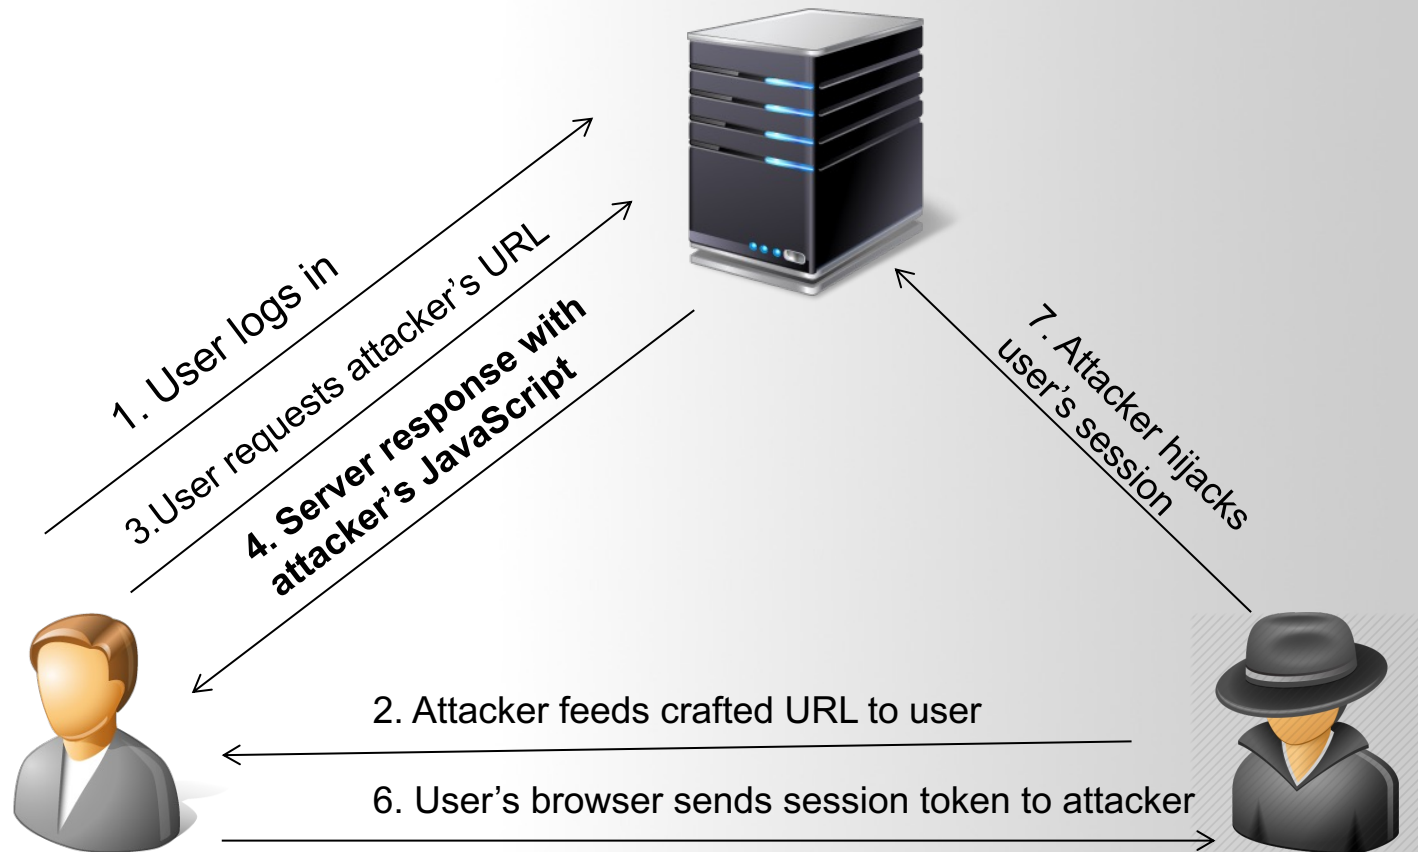 1. User logs in
3.User requests attacker’s URL
4. Server response with
attacker’s JavaScript
7. Attacker hijacks
user’s session
2. Attacker feeds crafted URL to user
6. User’s browser sends session token to attacker